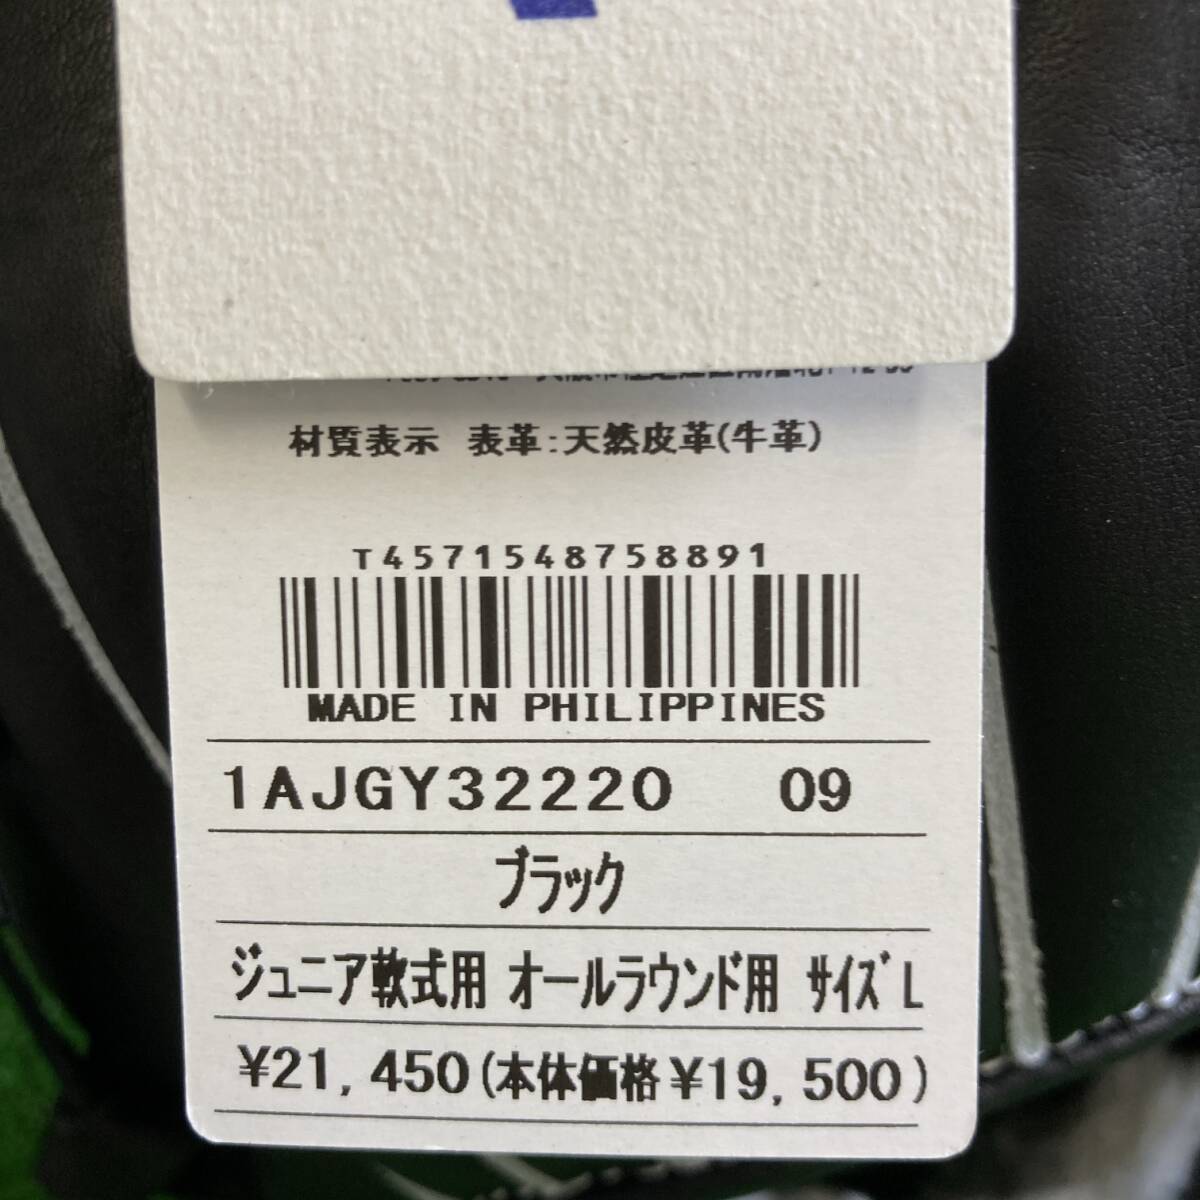 材質表示 表革:天然皮革(牛革)
T4571548758891
MADE IN PHILIPPINES
1AJGY32220 09
ブラック
ジュニア軟式用 オールラウンド用 サイズL
¥21,450(本体価格¥19,500)